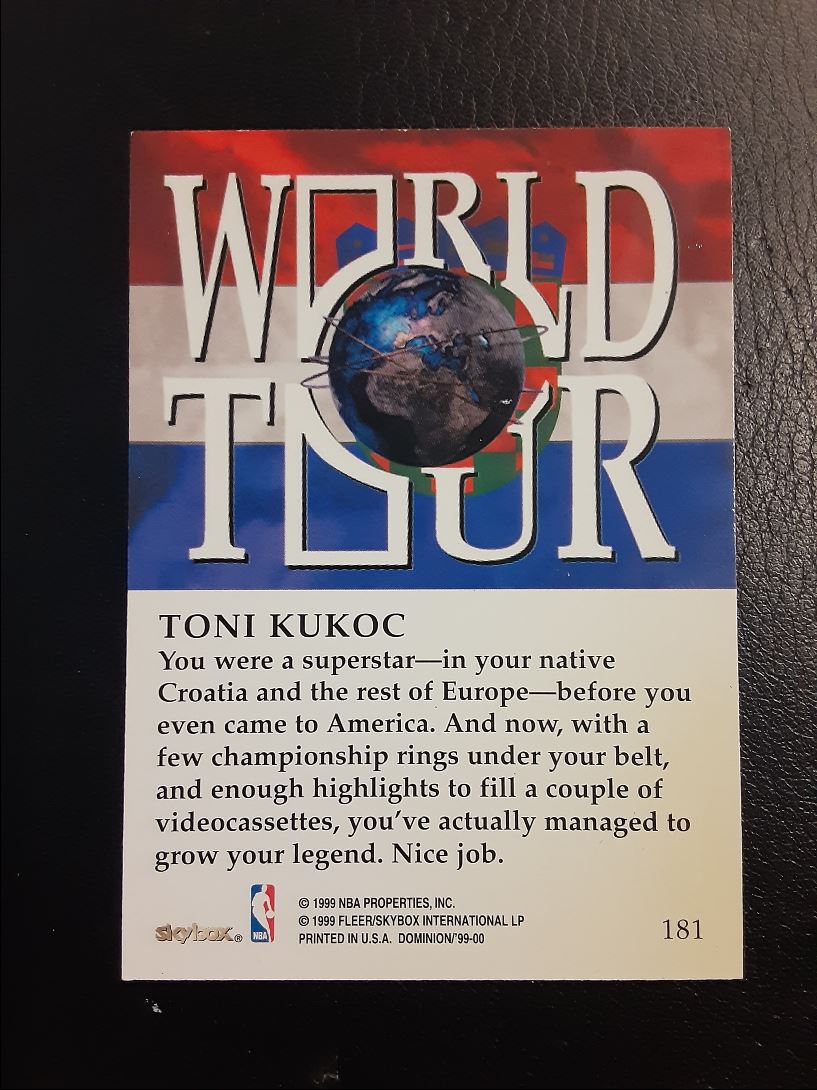 WORLD
TOUR
TONI KUKOC
You were a superstar—in your native
Croatia and the rest of Europe—before you
even came to America. And now, with a
few championship rings under your belt,
and enough highlights to fill a couple of
videocassettes, you've actually managed to
grow your legend. Nice job.
skybox®
NBA
© 1999 NBA PROPERTIES, INC.
© 1999 FLEER/SKYBOX INTERNATIONAL LP
PRINTED IN U.S.A. DOMINION/'99-00
181